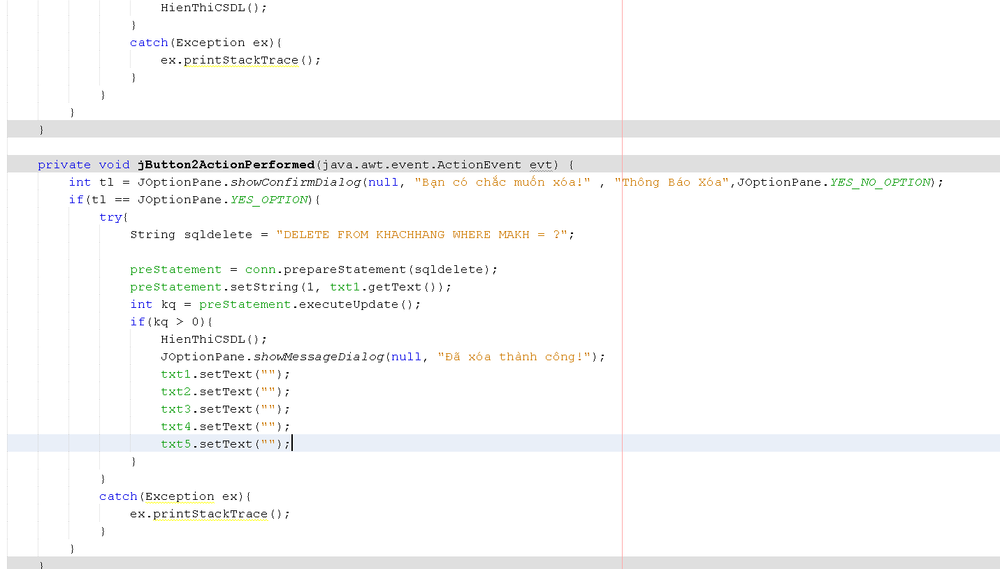 HienThiCSDL();
}
catch(Exception ex){
ex.printStackTrace();
}
}
}
}
private void jButton2ActionPerformed(java.awt.event.ActionEvent evt) {
int tl = JOptionPane.showConfirmDialog(null, "Bạn có chắc muốn xóa!" , "Thông Báo Xóa",JOptionPane.YES_NO_OPTION);
if(tl == JOptionPane.YES_OPTION){
try{
String sqldelete = "DELETE FROM KHACHHANG WHERE MAKH = ?";
preStatement = conn.prepareStatement(sqldelete);
preStatement.setString(1, txt1.getText());
int kq = preStatement.executeUpdate();
if(kq > 0){
HienThiCSDL();
JOptionPane.showMessageDialog(null, "Đã xóa thành công!");
txt1.setText("");
txt2.setText("");
txt3.setText("");
txt4.setText("");
txt5.setText("");
}
}
catch(Exception ex){
ex.printStackTrace();
}
}
}